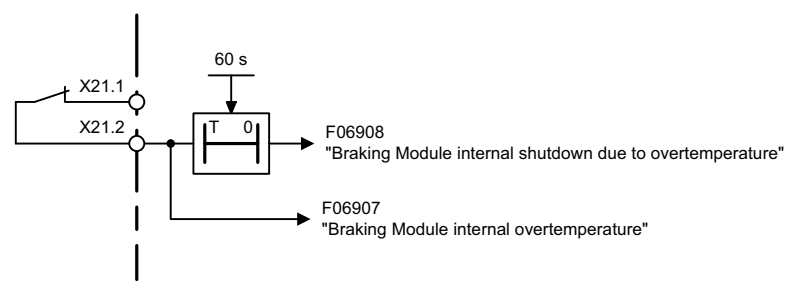 60 s
X21.1
X21.2
T 0
F06908
"Braking Module internal shutdown due to overtemperature"
F06907
"Braking Module internal overtemperature"